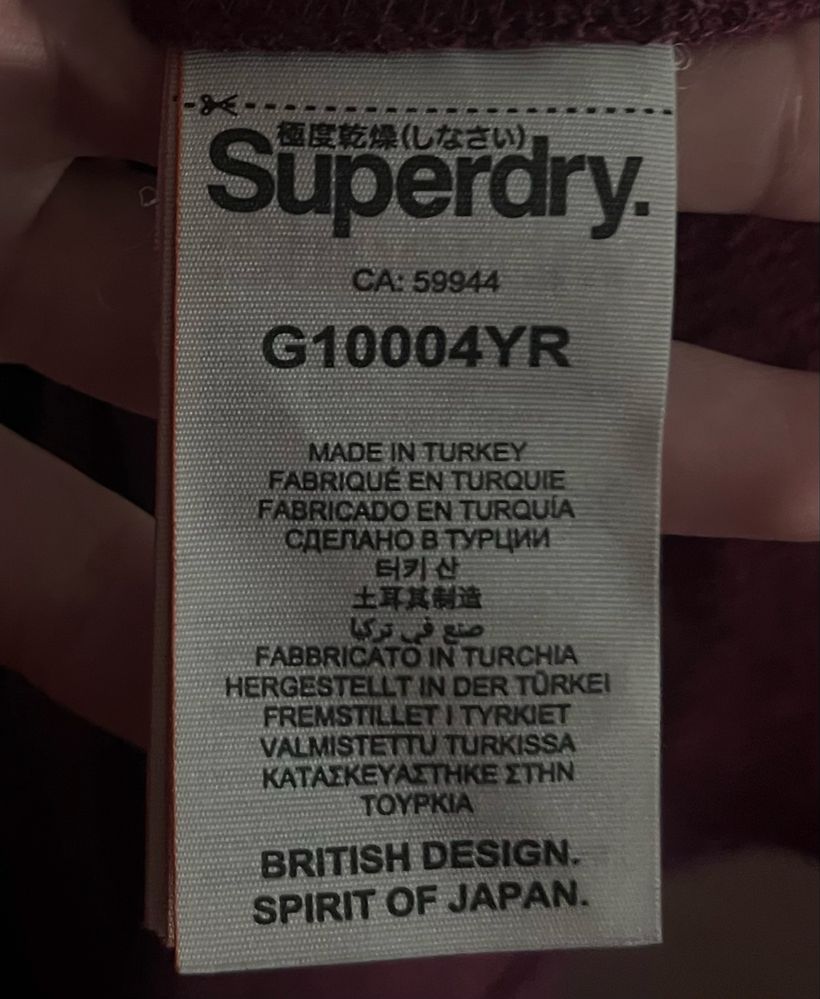 極度乾燥(しなさい)
Superdry.
CA: 59944
G10004YR
MADE IN TURKEY
FABRIQUÉ EN TURQUIE
FABRICADO EN TURQUÍA
СДЕЛАНО В ТУРЦИИ
터키 산
土耳其制造
صنع في تركيا
FABBRICATO IN TURCHIA
HERGESTELLT IN DER TÜRKEI
FREMSTILLET I TYRKIET
VALMISTETTU TURKISSA
ΚΑΤΑΣΚΕΥΑΣΤΗΚΕ ΣΤΗΝ
ΤΟΥΡΚΙΑ
BRITISH DESIGN.
SPIRIT OF JAPAN.